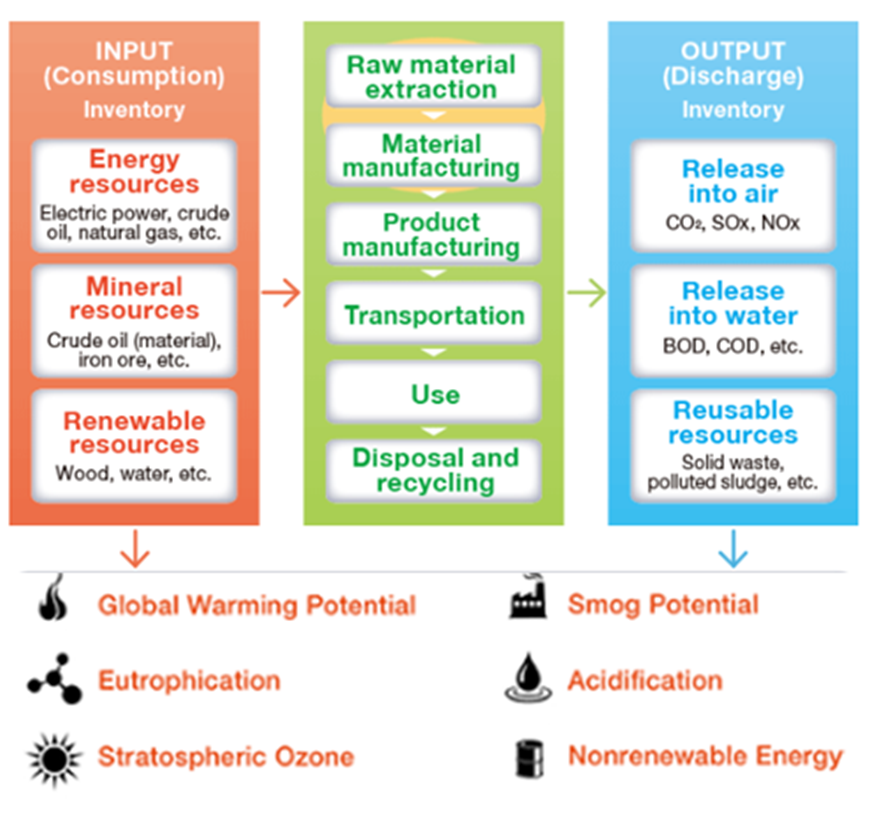 INPUT
(Consumption)
Inventory
Energy
resources
Electric power, crude
oil, natural gas, etc.
Mineral
resources
Crude oil (material),
iron ore, etc.
Renewable
resources
Wood, water, etc.
Raw material
extraction
Material
manufacturing
Product
manufacturing
Transportation
Use
Disposal and
recycling
OUTPUT
(Discharge)
Inventory
Release
into air
CO₂, SOx, NOx
Release
into water
BOD, COD, etc.
Reusable
resources
Solid waste,
polluted sludge, etc.
Global Warming Potential
Smog Potential
Eutrophication
Acidification
Stratospheric Ozone
Nonrenewable Energy